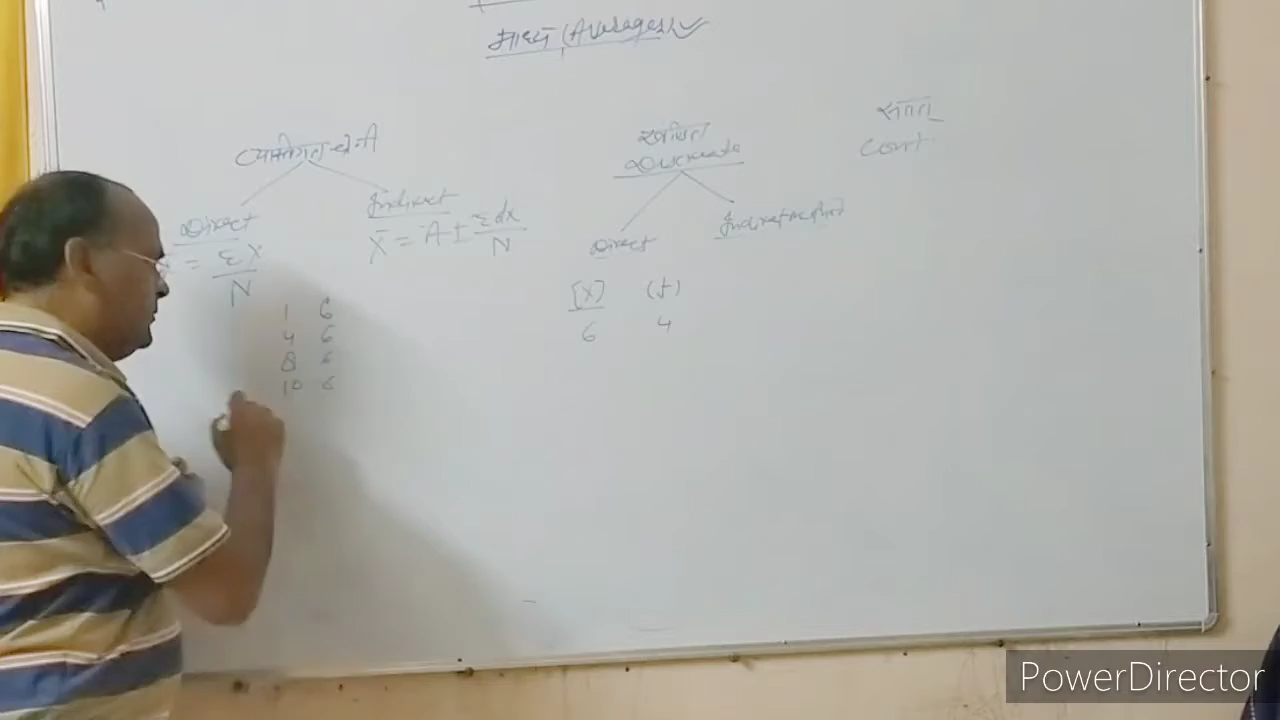 माध्य (Averages)
व्यक्तिगत श्रेणी
Direct
= ΣX / N
Indirect
X̄ = A ± Σdx / N
1 6
4 6
8 6
10 6
खण्डित
Direct
[X] (f)
6 4
सतत्
Cont.
PowerDirector